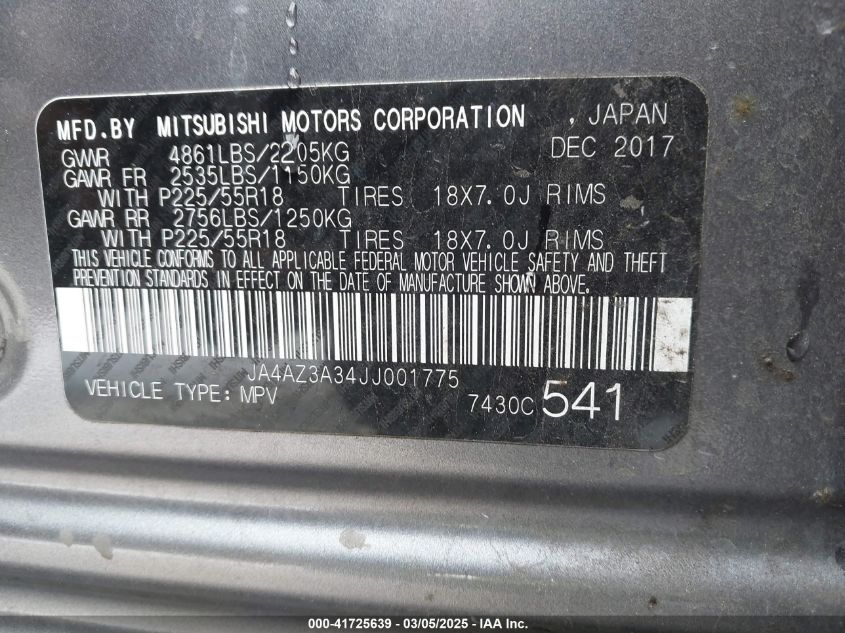 MFD.BY MITSUBISHI MOTORS CORPORATION , JAPAN
GVWR 4861LBS/2205KG DEC 2017
GAWR FR 2535LBS/1150KG
WITH P225/55R18 TIRES 18X7.0J RIMS
GAWR RR 2756LBS/1250KG
WITH P225/55R18 TIRES 18X7.0J RIMS
THIS VEHICLE CONFORMS TO ALL APPLICABLE FEDERAL MOTOR VEHICLE SAFETY AND THEFT
PREVENTION STANDARDS IN EFFECT ON THE DATE OF MANUFACTURE SHOWN ABOVE.
JA4AZ3A34JJ001775
VEHICLE TYPE: MPV 7430C 541
000-41725639 - 03/05/2025 - IAA Inc.